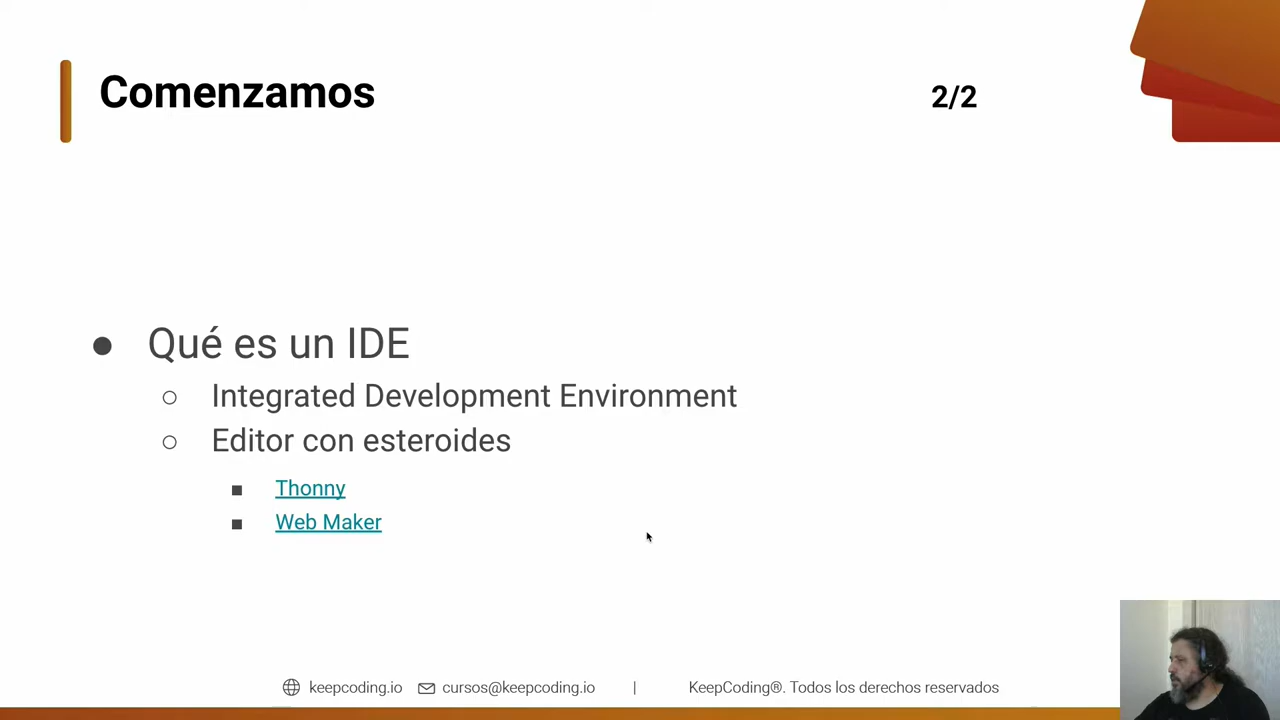 Comenzamos
2/2
Qué es un IDE
Integrated Development Environment
Editor con esteroides
Thonny
Web Maker
keepcoding.io cursos@keepcoding.io | KeepCoding®. Todos los derechos reservados